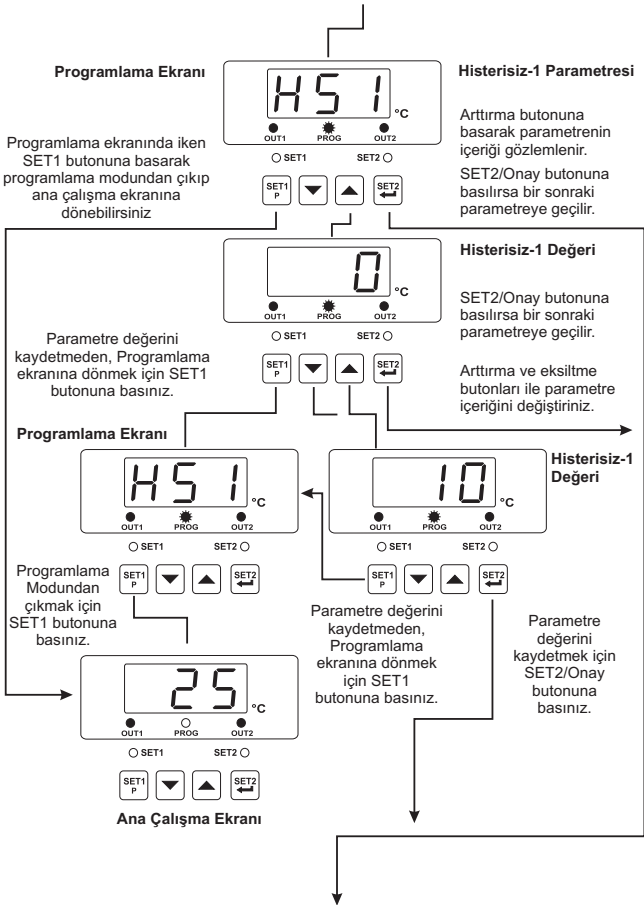 Programlama Ekranı
HS1
°C
OUT1 PROG OUT2
SET1 SET2
SET1 P
SET2
Histerisiz-1 Parametresi
Arttırma butonuna
basarak parametrenin
içeriği gözlemlenir.
SET2/Onay butonuna
basılırsa bir sonraki
parametreye geçilir.
Programlama ekranında iken
SET1 butonuna basarak
programlama modundan çıkıp
ana çalışma ekranına
dönebilirsiniz
0
°C
OUT1 PROG OUT2
SET1 SET2
SET1 P
SET2
Histerisiz-1 Değeri
SET2/Onay butonuna
basılırsa bir sonraki
parametreye geçilir.
Arttırma ve eksiltme
butonları ile parametre
içeriğini değiştiriniz.
Parametre değerini
kaydetmeden, Programlama
ekranına dönmek için SET1
butonuna basınız.
Programlama Ekranı
HS1
°C
OUT1 PROG OUT2
SET1 SET2
SET1 P
SET2
10
°C
OUT1 PROG OUT2
SET1 SET2
SET1 P
SET2
Histerisiz-1
Değeri
Programlama
Modundan
çıkmak için
SET1 butonuna
basınız.
Parametre değerini
kaydetmeden,
Programlama
ekranına dönmek
için SET1
butonuna basınız.
Parametre
değerini
kaydetmek için
SET2/Onay
butonuna
basınız.
25
°C
OUT1 PROG OUT2
SET1 SET2
SET1 P
SET2
Ana Çalışma Ekranı